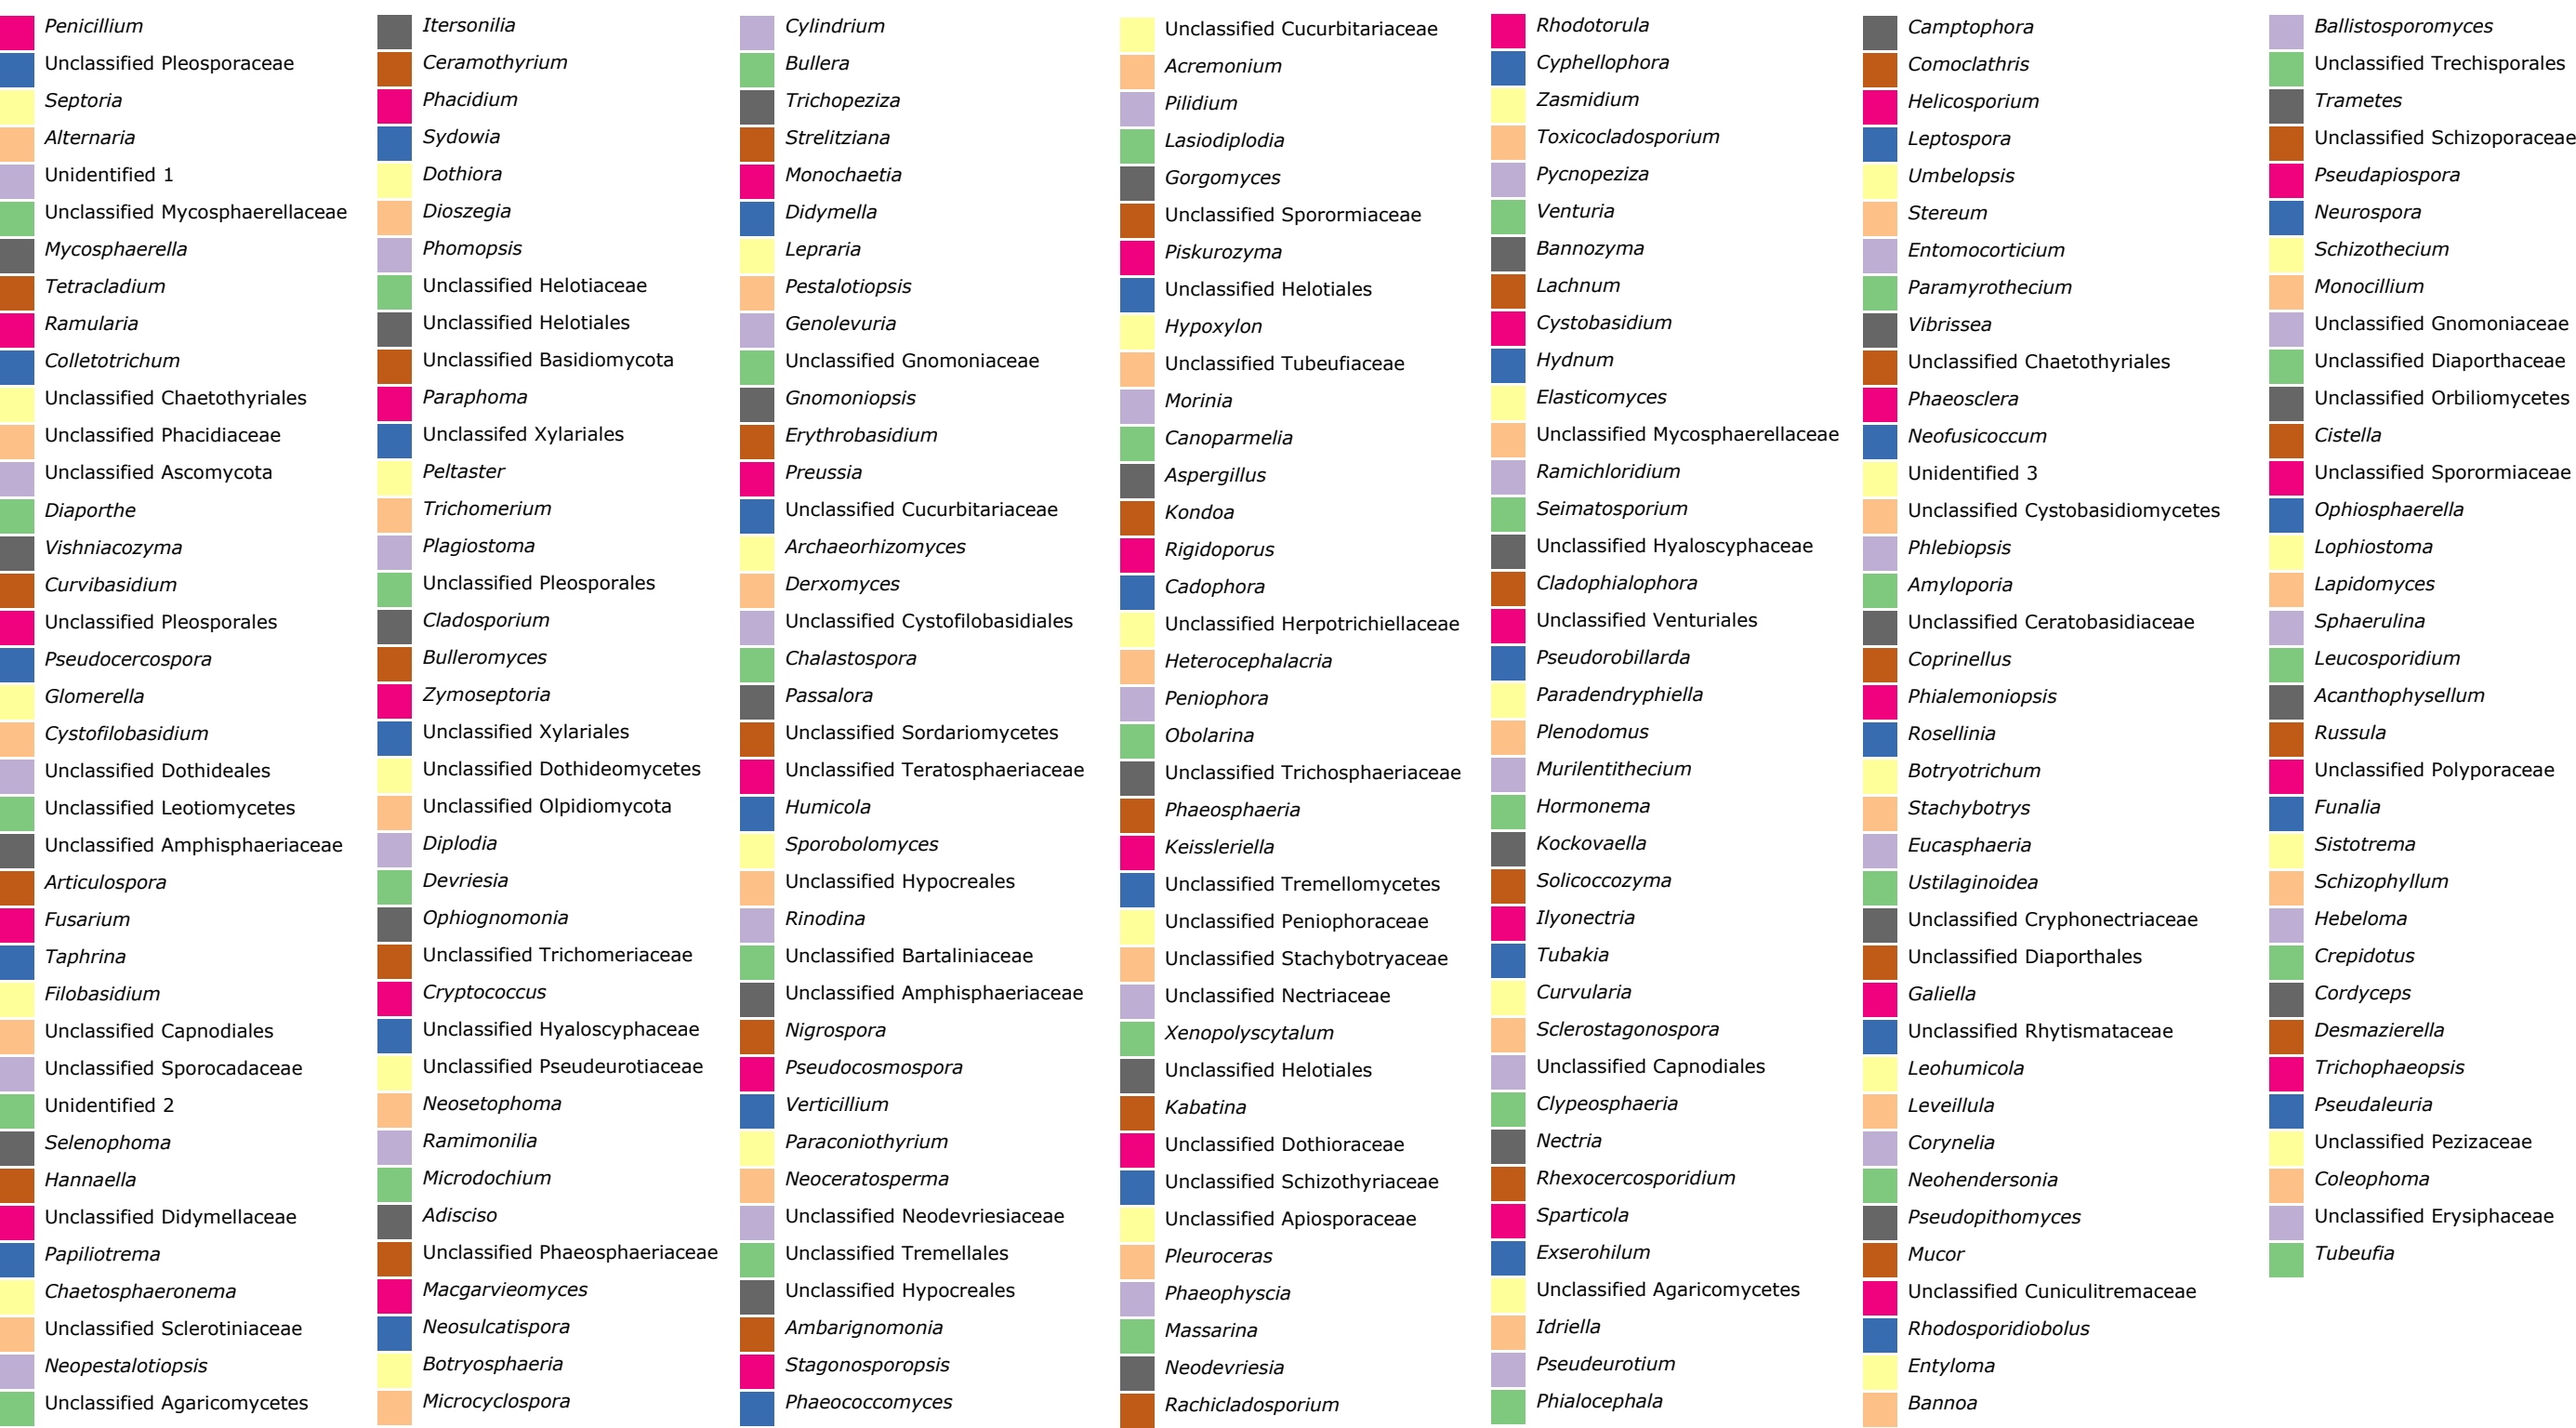 Penicillium
Unclassified Pleosporaceae
Septoria
Alternaria
Unidentified 1
Unclassified Mycosphaerellaceae
Mycosphaerella
Tetracladium
Ramularia
Colletotrichum
Unclassified Chaetothyriales
Unclassified Phacidiaceae
Unclassified Ascomycota
Diaporthe
Vishniacozyma
Curvibasidium
Unclassified Pleosporales
Pseudocercospora
Glomerella
Cystofilobasidium
Unclassified Dothideales
Unclassified Leotiomycetes
Unclassified Amphisphaeriaceae
Articulospora
Fusarium
Taphrina
Filobasidium
Unclassified Capnodiales
Unclassified Sporocadaceae
Unidentified 2
Selenophoma
Hannaella
Unclassified Didymellaceae
Papiliotrema
Chaetosphaeronema
Unclassified Sclerotiniaceae
Neopestalotiopsis
Unclassified Agaricomycetes
Itersonilia
Ceramothyrium
Phacidium
Sydowia
Dothiora
Dioszegia
Phomopsis
Unclassified Helotiaceae
Unclassified Helotiales
Unclassified Basidiomycota
Paraphoma
Unclassifed Xylariales
Peltaster
Trichomerium
Plagiostoma
Unclassified Pleosporales
Cladosporium
Bulleromyces
Zymoseptoria
Unclassified Xylariales
Unclassified Dothideomycetes
Unclassified Olpidiomycota
Diplodia
Devriesia
Ophiognomonia
Unclassified Trichomeriaceae
Cryptococcus
Unclassified Hyaloscyphaceae
Unclassified Pseudeurotiaceae
Neosetophoma
Ramimonilia
Microdochium
Adisciso
Unclassified Phaeosphaeriaceae
Macgarvieomyces
Neosulcatispora
Botryosphaeria
Microcyclospora
Cylindrium
Bullera
Trichopeziza
Strelitziana
Monochaetia
Didymella
Lepraria
Pestalotiopsis
Genolevuria
Unclassified Gnomoniaceae
Gnomoniopsis
Erythrobasidium
Preussia
Unclassified Cucurbitariaceae
Archaeorhizomyces
Derxomyces
Unclassified Cystofilobasidiales
Chalastospora
Passalora
Unclassified Sordariomycetes
Unclassified Teratosphaeriaceae
Humicola
Sporobolomyces
Unclassified Hypocreales
Rinodina
Unclassified Bartaliniaceae
Unclassified Amphisphaeriaceae
Nigrospora
Pseudocosmospora
Verticillium
Paraconiothyrium
Neoceratosperma
Unclassified Neodevriesiaceae
Unclassified Tremellales
Unclassified Hypocreales
Ambarignomonia
Stagonosporopsis
Phaeococcomyces
Unclassified Cucurbitariaceae
Acremonium
Pilidium
Lasiodiplodia
Gorgomyces
Unclassified Sporormiaceae
Piskurozyma
Unclassified Helotiales
Hypoxylon
Unclassified Tubeufiaceae
Morinia
Canoparmelia
Aspergillus
Kondoa
Rigidoporus
Cadophora
Unclassified Herpotrichiellaceae
Heterocephalacria
Peniophora
Obolarina
Unclassified Trichosphaeriaceae
Phaeosphaeria
Keissleriella
Unclassified Tremellomycetes
Unclassified Peniophoraceae
Unclassified Stachybotryaceae
Unclassified Nectriaceae
Xenopolyscytalum
Unclassified Helotiales
Kabatina
Unclassified Dothioraceae
Unclassified Schizothyriaceae
Unclassified Apiosporaceae
Pleuroceras
Phaeophyscia
Massarina
Neodevriesia
Rachicladosporium
Rhodotorula
Cyphellophora
Zasmidium
Toxicocladosporium
Pycnopeziza
Venturia
Bannozyma
Lachnum
Cystobasidium
Hydnum
Elasticomyces
Unclassified Mycosphaerellaceae
Ramichloridium
Seimatosporium
Unclassified Hyaloscyphaceae
Cladophialophora
Unclassified Venturiales
Pseudorobillarda
Paradendryphiella
Plenodomus
Murilentithecium
Hormonema
Kockovaella
Solicoccozyma
Ilyonectria
Tubakia
Curvularia
Sclerostagonospora
Unclassified Capnodiales
Clypeosphaeria
Nectria
Rhexocercosporidium
Sparticola
Exserohilum
Unclassified Agaricomycetes
Idriella
Pseudeurotium
Phialocephala
Camptophora
Comoclathris
Helicosporium
Leptospora
Umbelopsis
Stereum
Entomocorticium
Paramyrothecium
Vibrissea
Unclassified Chaetothyriales
Phaeosclera
Neofusicoccum
Unidentified 3
Unclassified Cystobasidiomycetes
Phlebiopsis
Amyloporia
Unclassified Ceratobasidiaceae
Coprinellus
Phialemoniopsis
Rosellinia
Botryotrichum
Stachybotrys
Eucasphaeria
Ustilaginoidea
Unclassified Cryphonectriaceae
Unclassified Diaporthales
Galiella
Unclassified Rhytismataceae
Leohumicola
Leveillula
Corynelia
Neohendersonia
Pseudopithomyces
Mucor
Unclassified Cuniculitremaceae
Rhodosporidiobolus
Entyloma
Bannoa
Ballistosporomyces
Unclassified Trechisporales
Trametes
Unclassified Schizoporaceae
Pseudapiospora
Neurospora
Schizothecium
Monocillium
Unclassified Gnomoniaceae
Unclassified Diaporthaceae
Unclassified Orbiliomycetes
Cistella
Unclassified Sporormiaceae
Ophiosphaerella
Lophiostoma
Lapidomyces
Sphaerulina
Leucosporidium
Acanthophysellum
Russula
Unclassified Polyporaceae
Funalia
Sistotrema
Schizophyllum
Hebeloma
Crepidotus
Cordyceps
Desmazierella
Trichophaeopsis
Pseudaleuria
Unclassified Pezizaceae
Coleophoma
Unclassified Erysiphaceae
Tubeufia